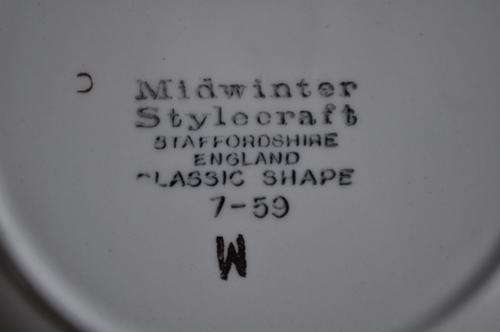 Midwinter
Stylecraft
STAFFORDSHIRE
ENGLAND
CLASSIC SHAPE
7-59
W